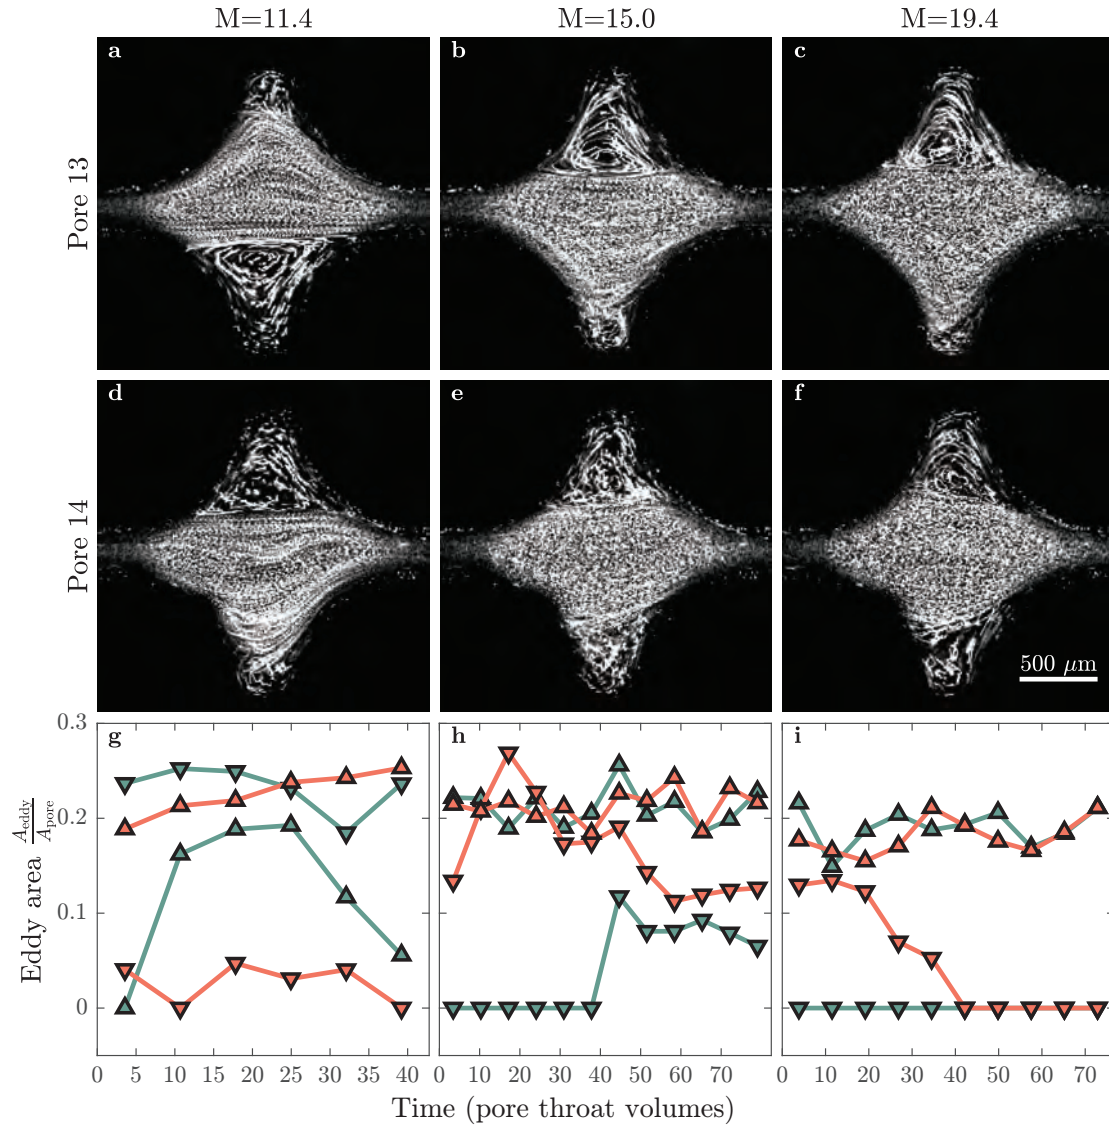 M=11.4 M=15.0 M=19.4
Pore 13
a b c
Pore 14
d e f
500 μm
Eddy area A_eddy/A_pore
g h i
0.3
0.2
0.1
0
0 5 10 15 20 25 30 35 40 0 10 20 30 40 50 60 70 0 10 20 30 40 50 60 70
Time (pore throat volumes)